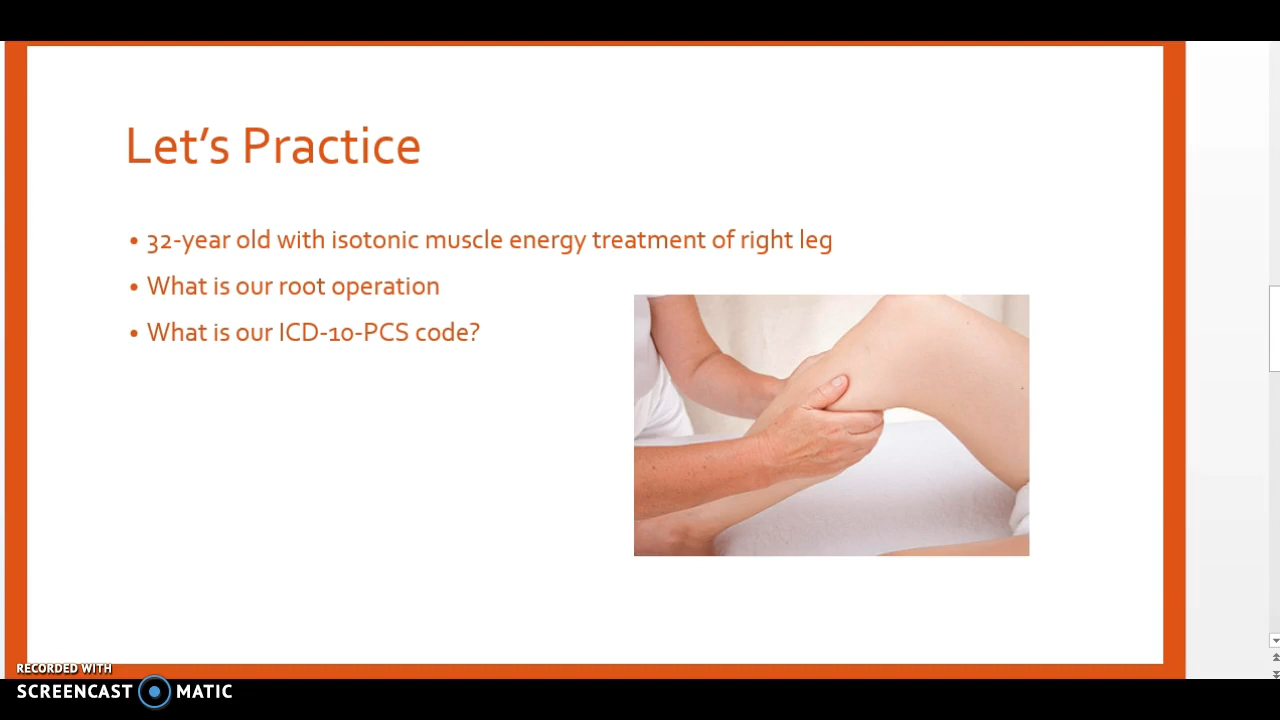 Let’s Practice
• 32-year old with isotonic muscle energy treatment of right leg
• What is our root operation
• What is our ICD-10-PCS code?
RECORDED WITH
SCREENCAST MATIC